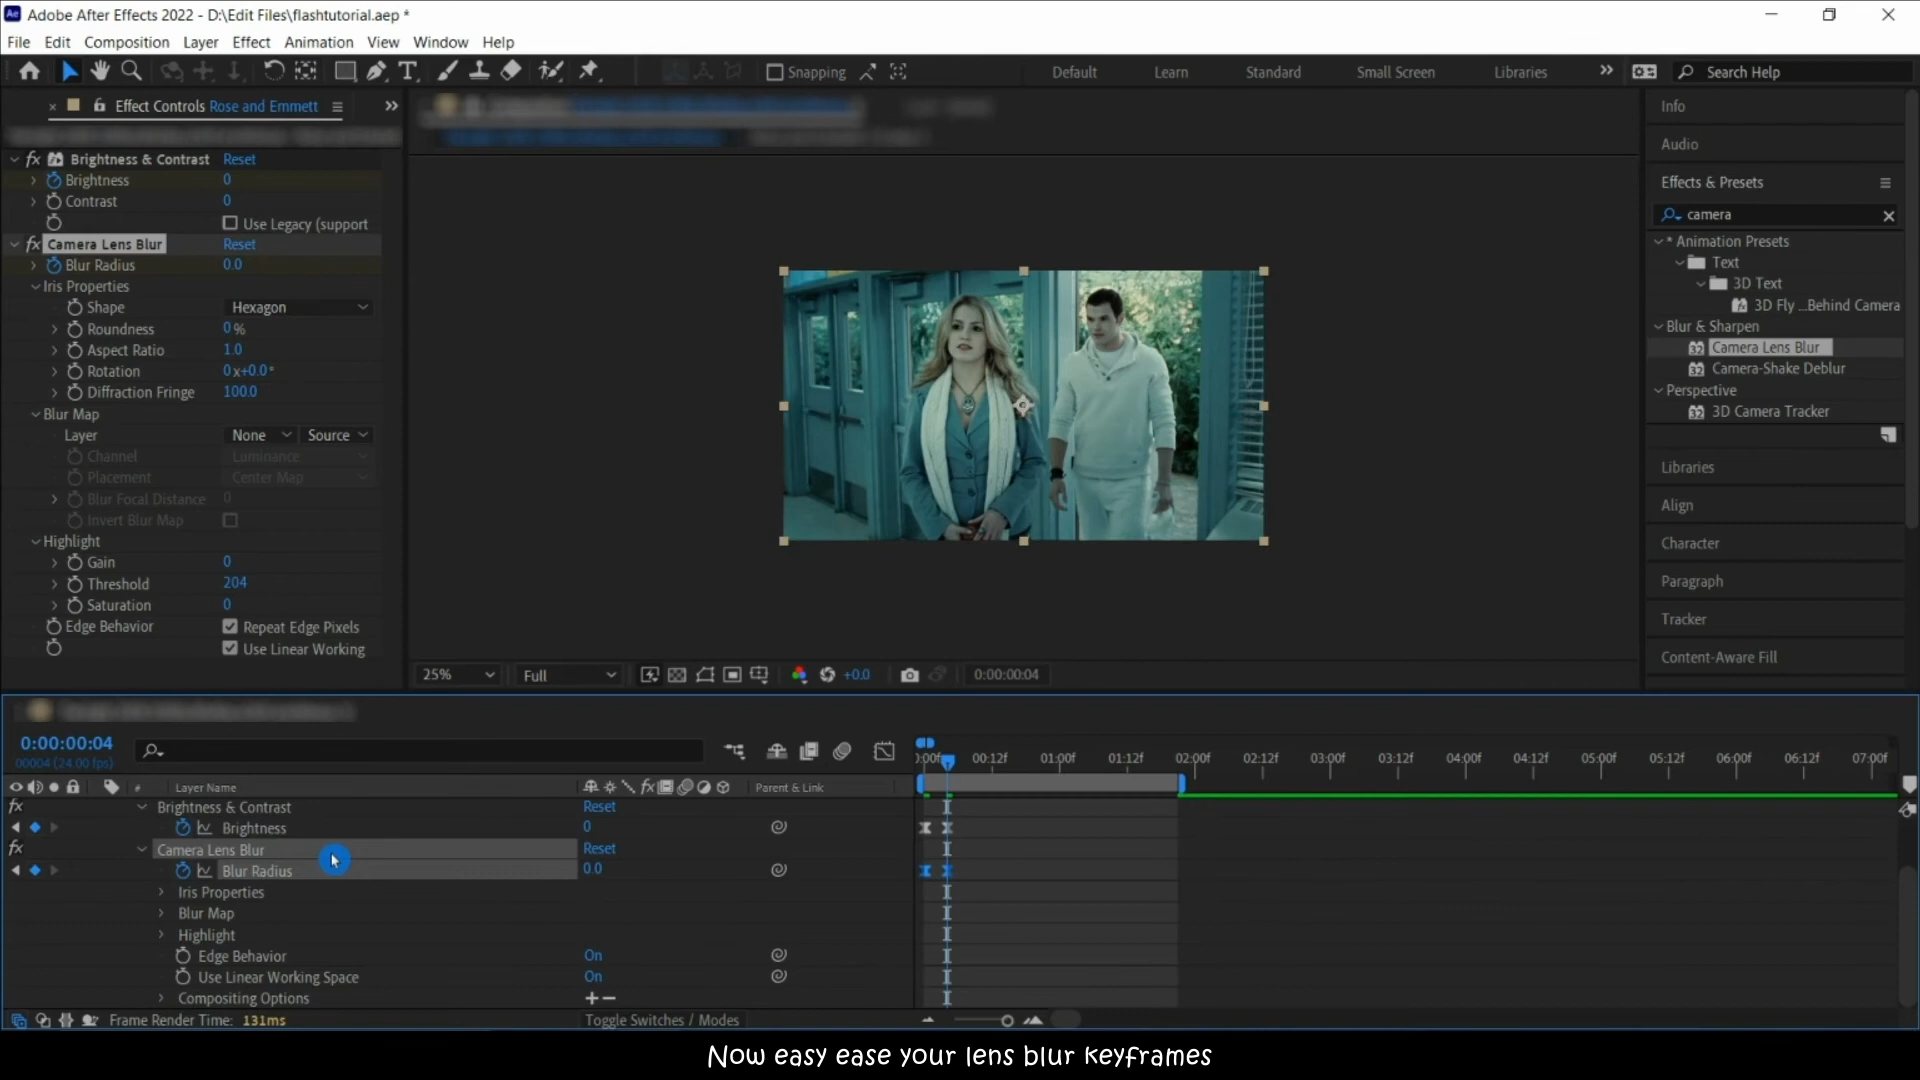 Adobe After Effects 2022 - D:\Edit Files\flashtutorial.aep *
File Edit Composition Layer Effect Animation View Window Help
Snapping Default Learn Standard Small Screen Libraries Search Help
Effect Controls Rose and Emmett
fx Brightness & Contrast Reset
Brightness 0
Contrast 0
Use Legacy (support
fx Camera Lens Blur Reset
Blur Radius 0.0
Iris Properties
Shape Hexagon
Roundness 0 %
Aspect Ratio 1.0
Rotation 0x+0.0°
Diffraction Fringe 100.0
Blur Map
Layer None Source
Channel Luminance
Placement Center Map
Blur Focal Distance 0
Invert Blur Map
Highlight
Gain 0
Threshold 204
Saturation 0
Edge Behavior Repeat Edge Pixels
Use Linear Working
25% Full +0.0 0:00:00:04
Info
Audio
Effects & Presets
camera
* Animation Presets
Text
3D Text
3D Fly ...Behind Camera
Blur & Sharpen
32 Camera Lens Blur
32 Camera-Shake Deblur
Perspective
32 3D Camera Tracker
Libraries
Align
Character
Paragraph
Tracker
Content-Aware Fill
0:00:00:04
00004 (24.00 fps)
):00f 00:12f 01:00f 01:12f 02:00f 02:12f 03:00f 03:12f 04:00f 04:12f 05:00f 05:12f 06:00f 06:12f 07:00f
# Layer Name fx Parent & Link
fx Brightness & Contrast Reset
Brightness 0
fx Camera Lens Blur Reset
Blur Radius 0.0
Iris Properties
Blur Map
Highlight
Edge Behavior On
Use Linear Working Space On
Compositing Options + –
Frame Render Time: 131ms Toggle Switches / Modes
Now easy ease your lens blur keyframes